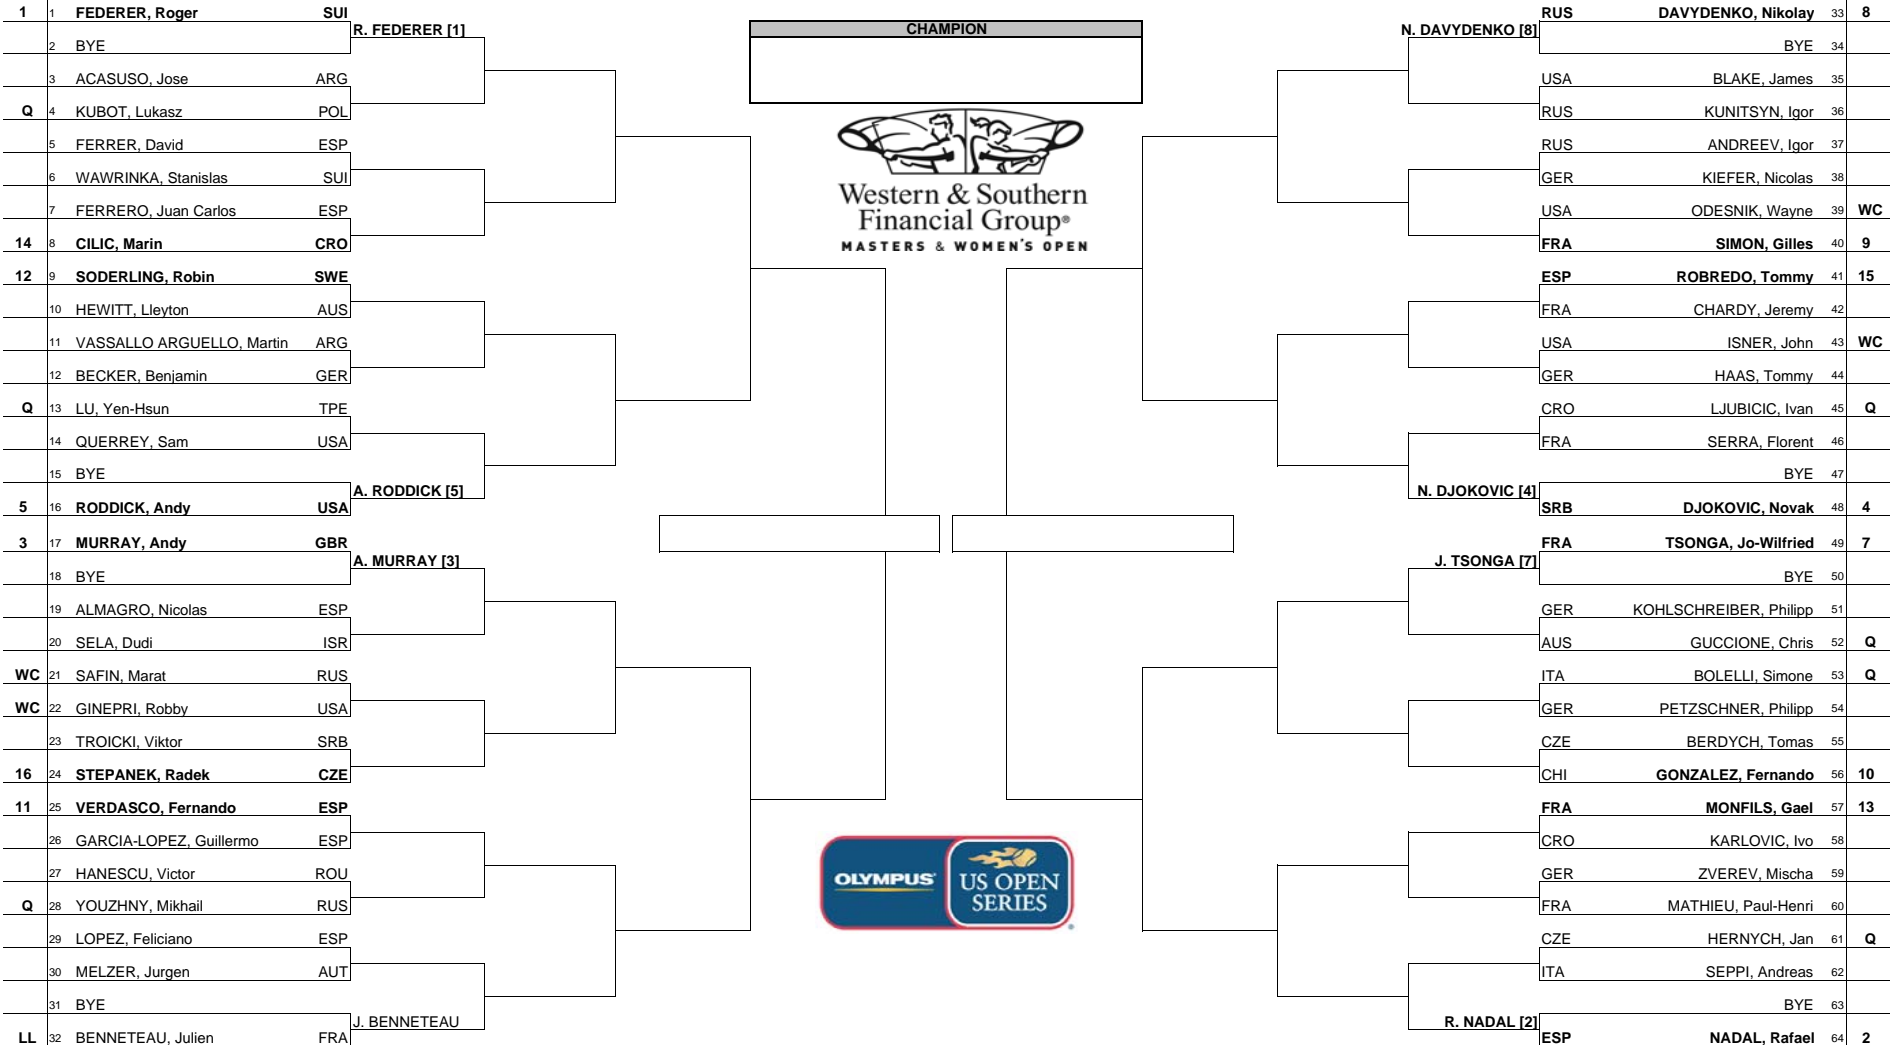 1 1 FEDERER, Roger SUI
2 BYE
3 ACASUSO, Jose ARG
Q 4 KUBOT, Lukasz POL
5 FERRER, David ESP
6 WAWRINKA, Stanislas SUI
7 FERRERO, Juan Carlos ESP
14 8 CILIC, Marin CRO
12 9 SODERLING, Robin SWE
10 HEWITT, Lleyton AUS
11 VASSALLO ARGUELLO, Martin ARG
12 BECKER, Benjamin GER
Q 13 LU, Yen-Hsun TPE
14 QUERREY, Sam USA
15 BYE
5 16 RODDICK, Andy USA
3 17 MURRAY, Andy GBR
18 BYE
19 ALMAGRO, Nicolas ESP
20 SELA, Dudi ISR
WC 21 SAFIN, Marat RUS
WC 22 GINEPRI, Robby USA
23 TROICKI, Viktor SRB
16 24 STEPANEK, Radek CZE
11 25 VERDASCO, Fernando ESP
26 GARCIA-LOPEZ, Guillermo ESP
27 HANESCU, Victor ROU
Q 28 YOUZHNY, Mikhail RUS
29 LOPEZ, Feliciano ESP
30 MELZER, Jurgen AUT
31 BYE
LL 32 BENNETEAU, Julien FRA
R. FEDERER [1]
A. RODDICK [5]
A. MURRAY [3]
J. BENNETEAU
CHAMPION
Western & Southern
Financial Group®
MASTERS & WOMEN'S OPEN
OLYMPUS®
US OPEN
SERIES
®
N. DAVYDENKO [8]
N. DJOKOVIC [4]
J. TSONGA [7]
R. NADAL [2]
RUS DAVYDENKO, Nikolay 33 8
BYE 34
USA BLAKE, James 35
RUS KUNITSYN, Igor 36
RUS ANDREEV, Igor 37
GER KIEFER, Nicolas 38
USA ODESNIK, Wayne 39 WC
FRA SIMON, Gilles 40 9
ESP ROBREDO, Tommy 41 15
FRA CHARDY, Jeremy 42
USA ISNER, John 43 WC
GER HAAS, Tommy 44
CRO LJUBICIC, Ivan 45 Q
FRA SERRA, Florent 46
BYE 47
SRB DJOKOVIC, Novak 48 4
FRA TSONGA, Jo-Wilfried 49 7
BYE 50
GER KOHLSCHREIBER, Philipp 51
AUS GUCCIONE, Chris 52 Q
ITA BOLELLI, Simone 53 Q
GER PETZSCHNER, Philipp 54
CZE BERDYCH, Tomas 55
CHI GONZALEZ, Fernando 56 10
FRA MONFILS, Gael 57 13
CRO KARLOVIC, Ivo 58
GER ZVEREV, Mischa 59
FRA MATHIEU, Paul-Henri 60
CZE HERNYCH, Jan 61 Q
ITA SEPPI, Andreas 62
BYE 63
ESP NADAL, Rafael 64 2